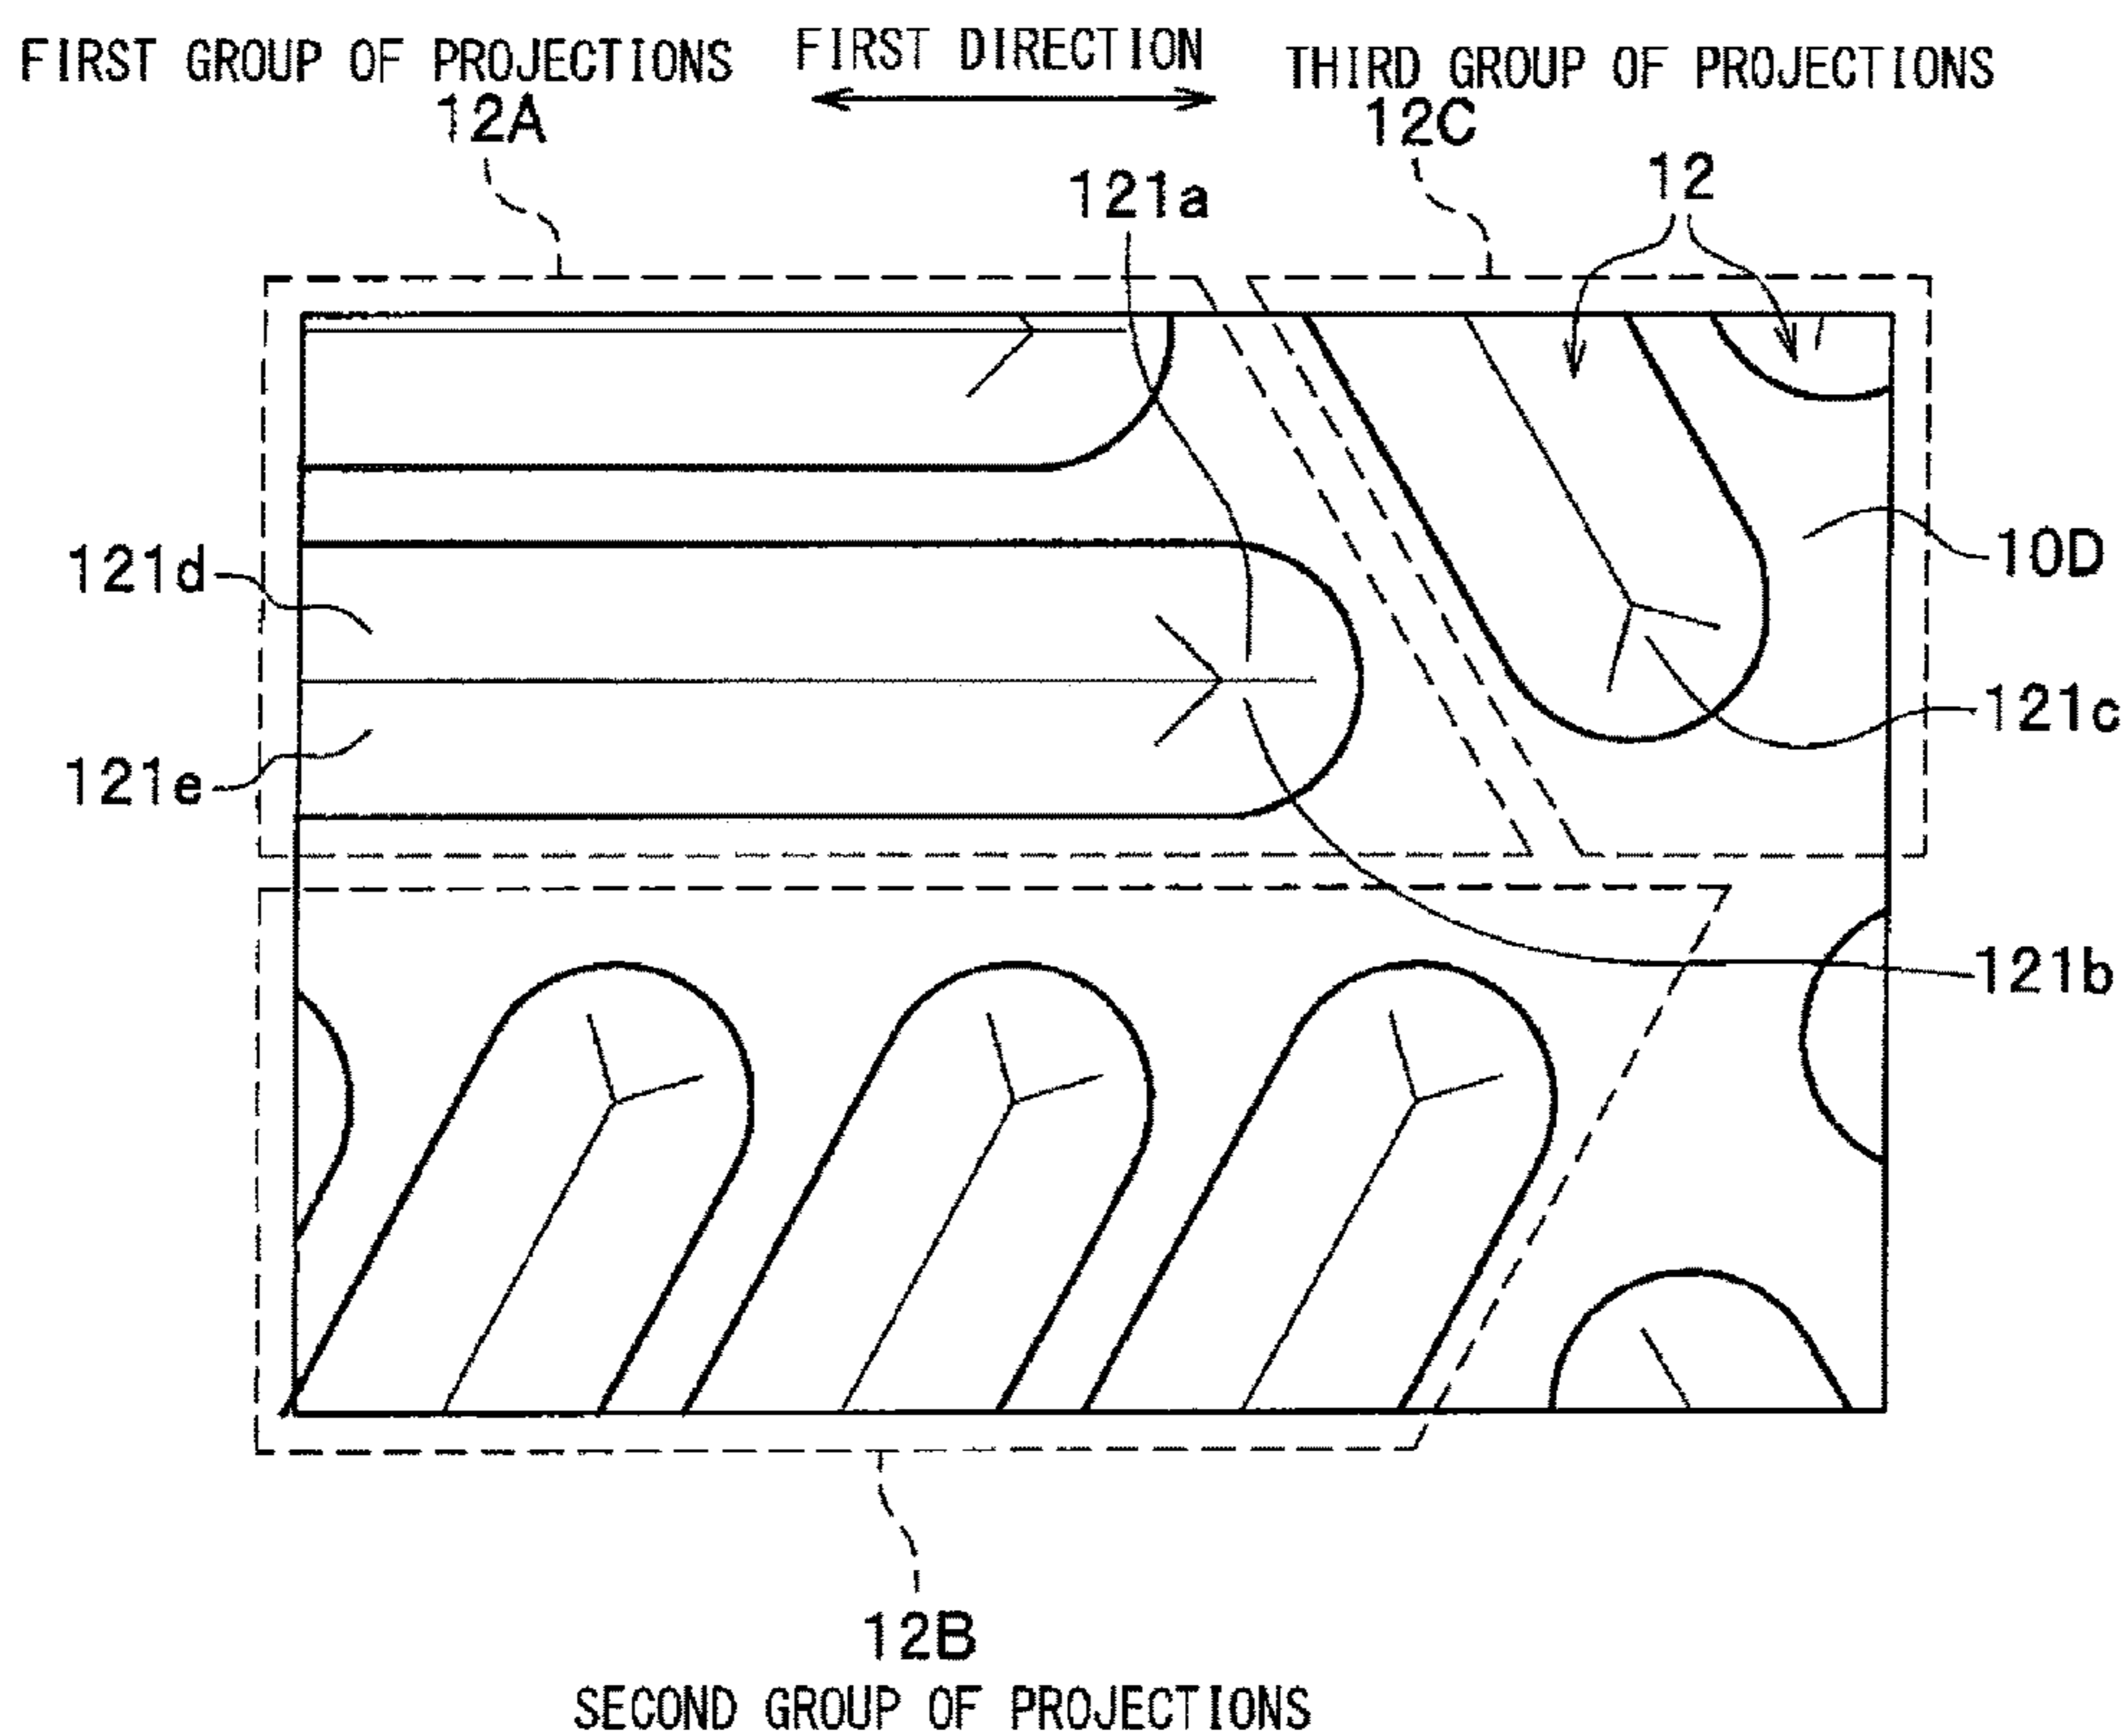 FIRST GROUP OF PROJECTIONS
12A
FIRST DIRECTION
THIRD GROUP OF PROJECTIONS
12C
12
121a
121d
10D
121c
121e
121b
12B
SECOND GROUP OF PROJECTIONS